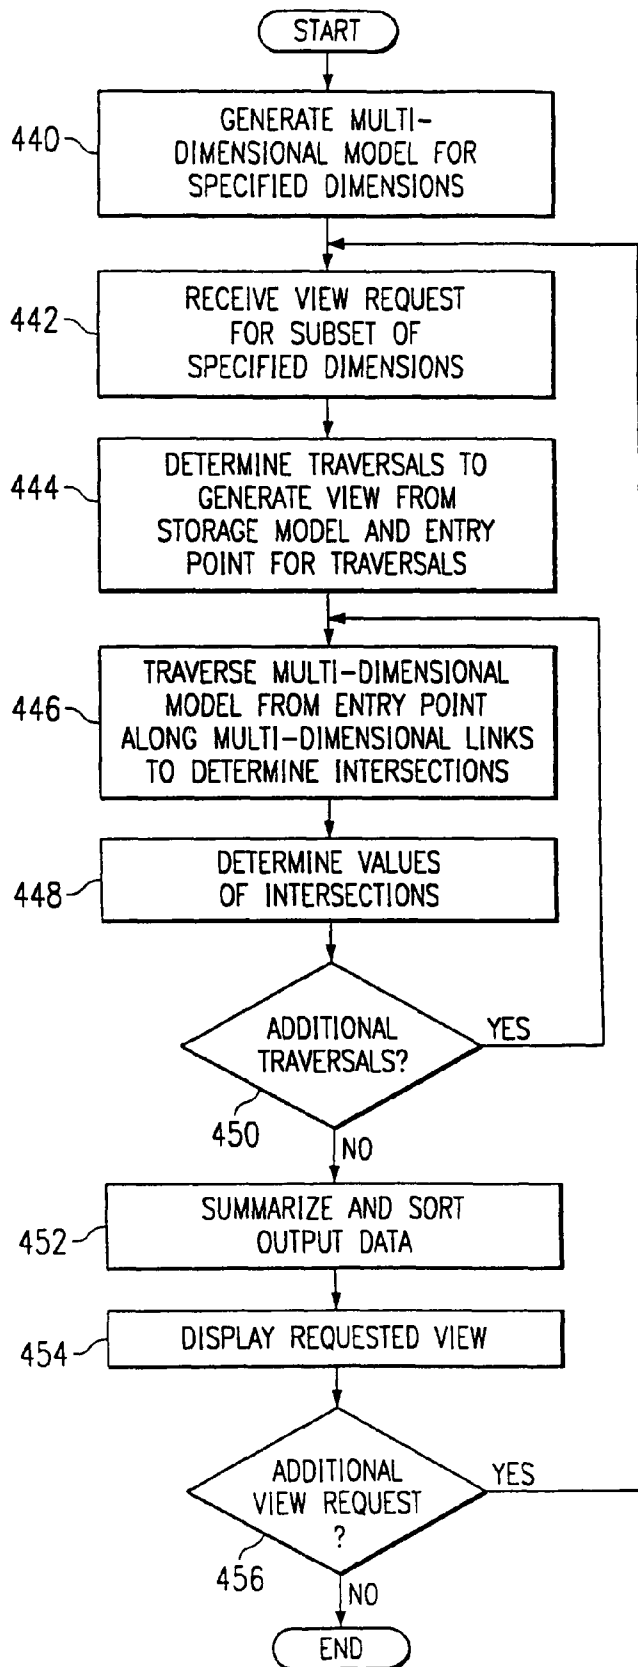 START
440
GENERATE MULTI-
DIMENSIONAL MODEL FOR
SPECIFIED DIMENSIONS
442
RECEIVE VIEW REQUEST
FOR SUBSET OF
SPECIFIED DIMENSIONS
444
DETERMINE TRAVERSALS TO
GENERATE VIEW FROM
STORAGE MODEL AND ENTRY
POINT FOR TRAVERSALS
446
TRAVERSE MULTI-DIMENSIONAL
MODEL FROM ENTRY POINT
ALONG MULTI-DIMENSIONAL LINKS
TO DETERMINE INTERSECTIONS
448
DETERMINE VALUES
OF INTERSECTIONS
ADDITIONAL
TRAVERSALS?
YES
450
NO
452
SUMMARIZE AND SORT
OUTPUT DATA
454
DISPLAY REQUESTED VIEW
ADDITIONAL
VIEW REQUEST
?
YES
456
NO
END